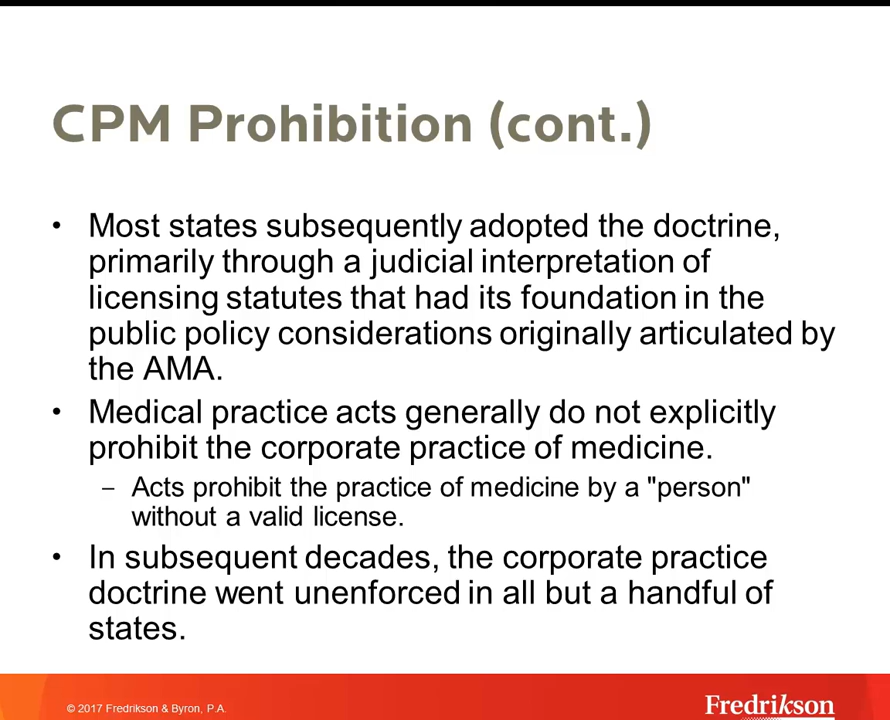 CPM Prohibition (cont.)
• Most states subsequently adopted the doctrine,
primarily through a judicial interpretation of
licensing statutes that had its foundation in the
public policy considerations originally articulated by
the AMA.
• Medical practice acts generally do not explicitly
prohibit the corporate practice of medicine.
– Acts prohibit the practice of medicine by a "person"
without a valid license.
• In subsequent decades, the corporate practice
doctrine went unenforced in all but a handful of
states.
© 2017 Fredrikson & Byron, P.A.
Fredrikson